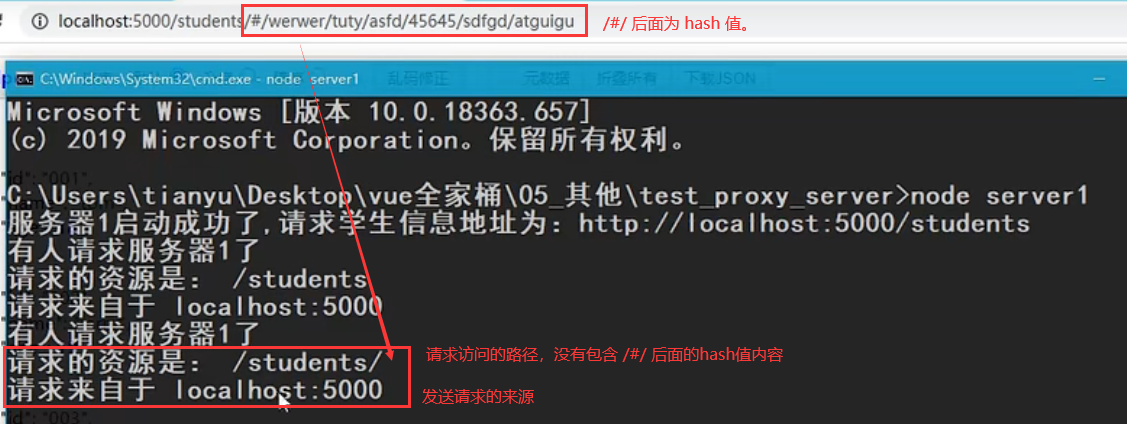 localhost:5000/students/#/werwer/tuty/asfd/45645/sdfgd/atguigu
/#/ 后面为 hash 值。
C:\Windows\System32\cmd.exe - node server1
乱码修正
元数据
折叠所有
下载JSON
Microsoft Windows [版本 10.0.18363.657]
(c) 2019 Microsoft Corporation。保留所有权利。
"id": "001",
C:\Users\tianyu\Desktop\vue全家桶\05_其他\test_proxy_server>node server1
服务器1启动成功了,请求学生信息地址为：http://localhost:5000/students
有人请求服务器1了
请求的资源是： /students
请求来自于 localhost:5000
有人请求服务器1了
请求的资源是： /students/
请求访问的路径，没有包含 /#/ 后面的hash值内容
请求来自于 localhost:5000
发送请求的来源
"id": "003",